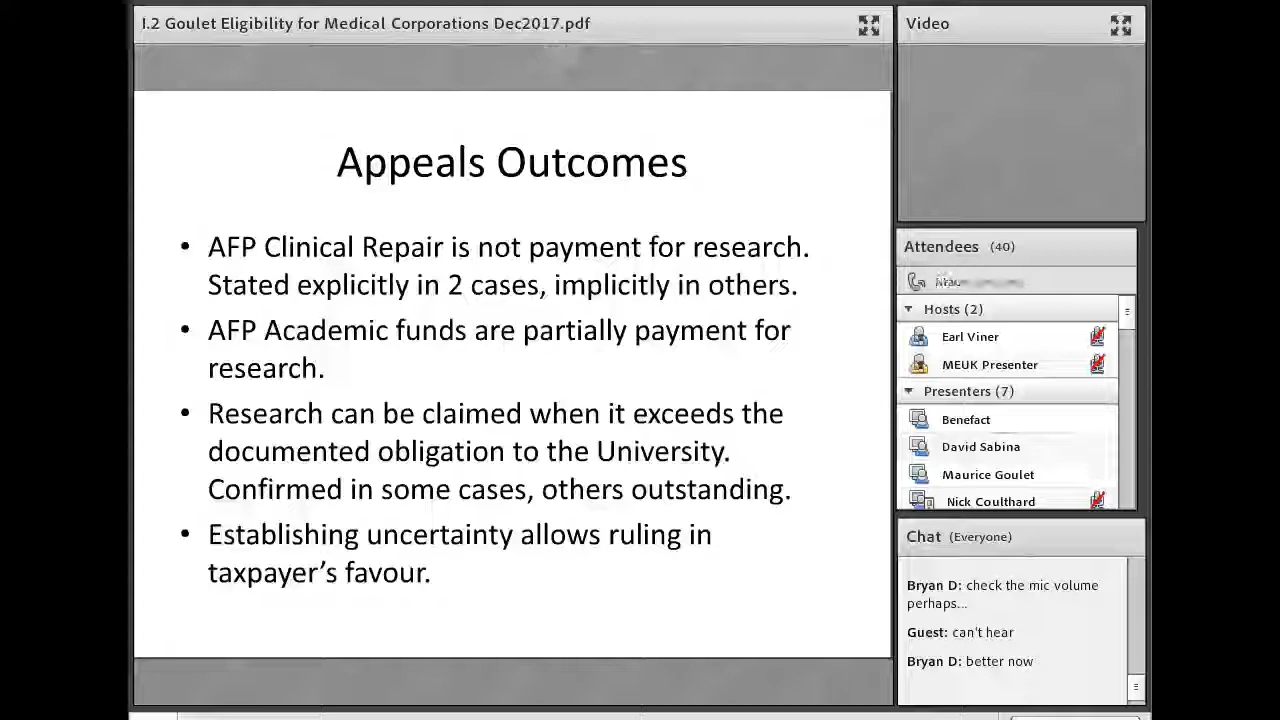 I.2 Goulet Eligibility for Medical Corporations Dec2017.pdf
Appeals Outcomes
• AFP Clinical Repair is not payment for research.
Stated explicitly in 2 cases, implicitly in others.
• AFP Academic funds are partially payment for
research.
• Research can be claimed when it exceeds the
documented obligation to the University.
Confirmed in some cases, others outstanding.
• Establishing uncertainty allows ruling in
taxpayer's favour.
Video
Attendees (40)
Hosts (2)
Earl Viner
MEUK Presenter
Presenters (7)
Benefact
David Sabina
Maurice Goulet
Nick Coulthard
Chat (Everyone)
Bryan D: check the mic volume
perhaps...
Guest: can't hear
Bryan D: better now